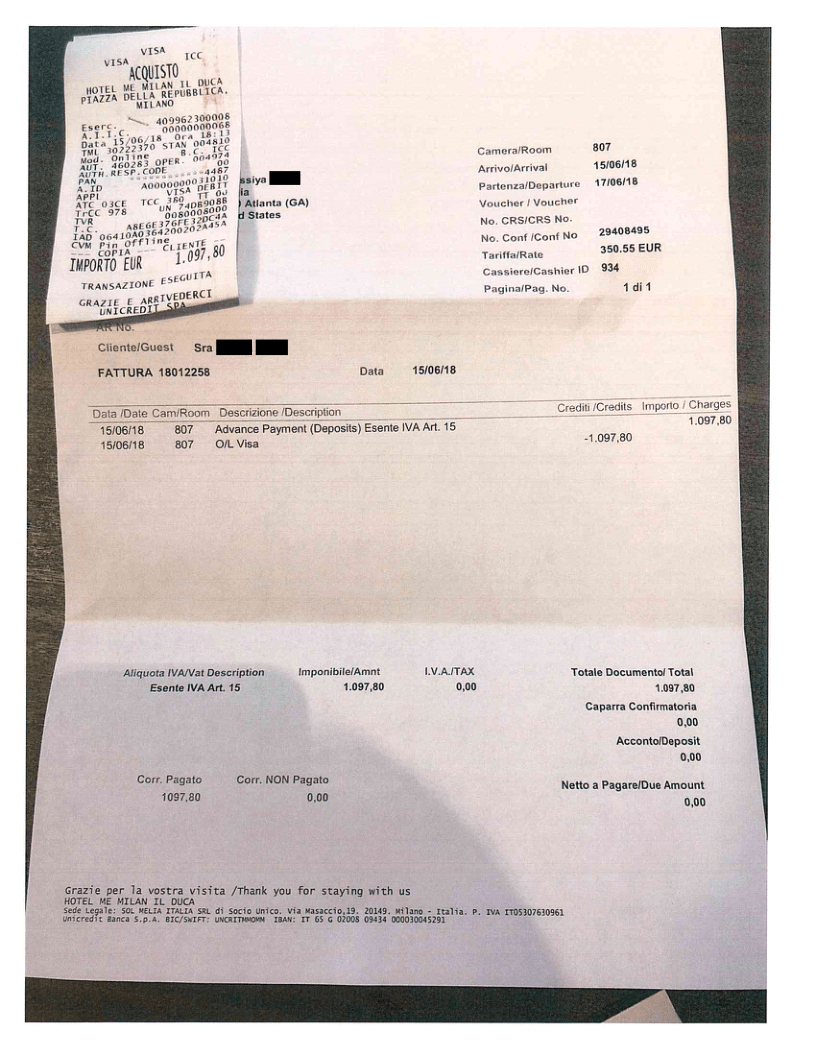 VISA
VISA ICC
ACQUISTO
HOTEL ME MILAN IL DUCA
PIAZZA DELLA REPUBBLICA.
MILANO
Eserc. 409962300008
A.I.I.C. 00000000068
Data 15/06/18 Ora 18:13
TML 30222370 STAN 004810
Mod. Online B.C. ICC
AUT. 460283 OPER. 004974
AUTH.RESP.CODE 00
PAN ************4487
A.ID A0000000031010
APPL VISA DEBIT
ATC 03CE TCC 380 TT 00
TrCC 978 UN 74DB908B
TVR 0080008000
T.C. A8E6E376FE32DC4A
IAD 06410A0364200202A45A
CVM Pin Offline
--- COPIA --- CLIENTE --
IMPORTO EUR 1.097,80
TRANSAZIONE ESEGUITA
GRAZIE E ARRIVEDERCI
UNICREDIT SPA
ssiya
ia
Atlanta (GA)
d States
Camera/Room 807
Arrivo/Arrival 15/06/18
Partenza/Departure 17/06/18
Voucher / Voucher
No. CRS/CRS No.
No. Conf /Conf No 29408495
Tariffa/Rate 350.55 EUR
Cassiere/Cashier ID 934
Pagina/Pag. No. 1 di 1
AR No.
Cliente/Guest Sra
FATTURA 18012258 Data 15/06/18
Data /Date Cam/Room Descrizione /Description Crediti /Credits Importo / Charges
15/06/18 807 Advance Payment (Deposits) Esente IVA Art. 15 1.097,80
15/06/18 807 O/L Visa -1.097,80
Aliquota IVA/Vat Description Imponibile/Amnt I.V.A./TAX Totale Documento/ Total
Esente IVA Art. 15 1.097,80 0,00 1.097,80
Caparra Confirmatoria
0,00
Acconto/Deposit
0,00
Corr. Pagato Corr. NON Pagato Netto a Pagare/Due Amount
1097,80 0,00 0,00
Grazie per la vostra visita /Thank you for staying with us
HOTEL ME MILAN IL DUCA
Sede Legale: SOL MELIA ITALIA SRL di Socio Unico. Via Masaccio,19. 20149. Milano - Italia. P. IVA IT05307630961
Unicredit Banca S.p.A. BIC/SWIFT: UNCRITMMOMM IBAN: IT 65 G 02008 09434 000030045291